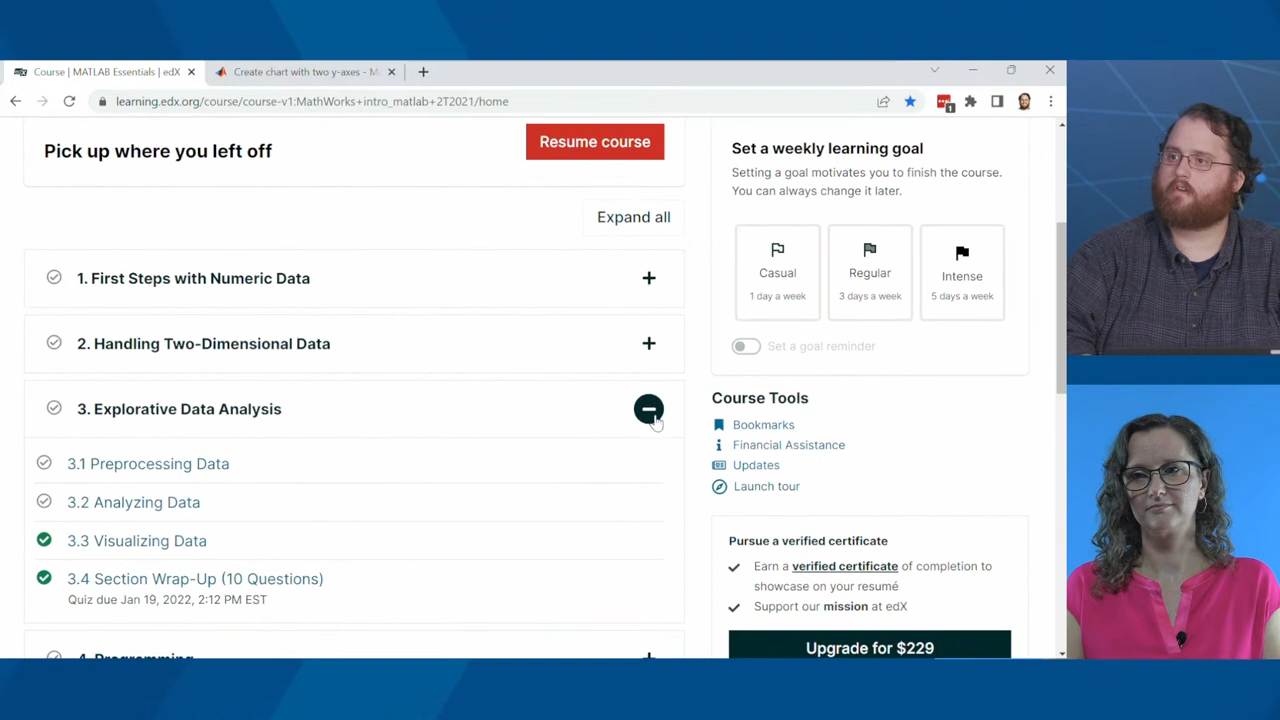 Course | MATLAB Essentials | edX
Create chart with two y-axes - M
learning.edx.org/course/course-v1:MathWorks+intro_matlab+2T2021/home
1
Pick up where you left off
Resume course
Expand all
1. First Steps with Numeric Data
2. Handling Two-Dimensional Data
3. Explorative Data Analysis
3.1 Preprocessing Data
3.2 Analyzing Data
3.3 Visualizing Data
3.4 Section Wrap-Up (10 Questions)
Quiz due Jan 19, 2022, 2:12 PM EST
4. Programming
Set a weekly learning goal
Setting a goal motivates you to finish the course.
You can always change it later.
Casual
1 day a week
Regular
3 days a week
Intense
5 days a week
Set a goal reminder
Course Tools
Bookmarks
Financial Assistance
Updates
Launch tour
Pursue a verified certificate
Earn a verified certificate of completion to
showcase on your resumé
Support our mission at edX
Upgrade for $229